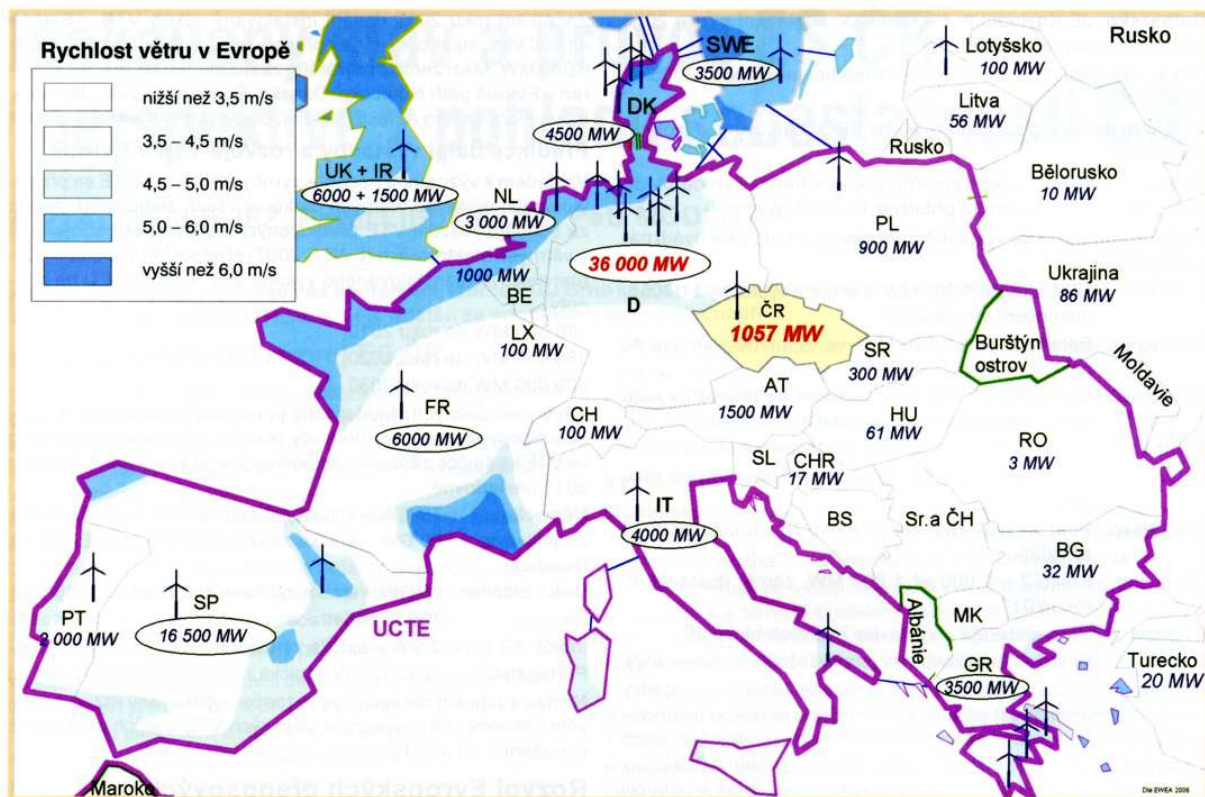 Rychlost větru v Evropě
nižší než 3,5 m/s
3,5 – 4,5 m/s
4,5 – 5,0 m/s
5,0 – 6,0 m/s
vyšší než 6,0 m/s
SWE
3500 MW
Lotyšsko
100 MW
Rusko
DK
4500 MW
Litva
56 MW
Rusko
Bělorusko
10 MW
UK + IR
6000 + 1500 MW
NL
3 000 MW
36 000 MW
D
PL
900 MW
1000 MW
BE
Ukrajina
86 MW
LX
100 MW
ČR
1057 MW
SR
300 MW
Burštýn
ostrov
Moldavie
AT
1500 MW
FR
6000 MW
CH
100 MW
HU
61 MW
RO
3 MW
SL
CHR
17 MW
IT
4000 MW
BS
Sr.a ČH
BG
32 MW
PT
3 000 MW
SP
16 500 MW
UCTE
Albánie
MK
GR
3500 MW
Turecko
20 MW
Maroko
Dle EWEA 2006